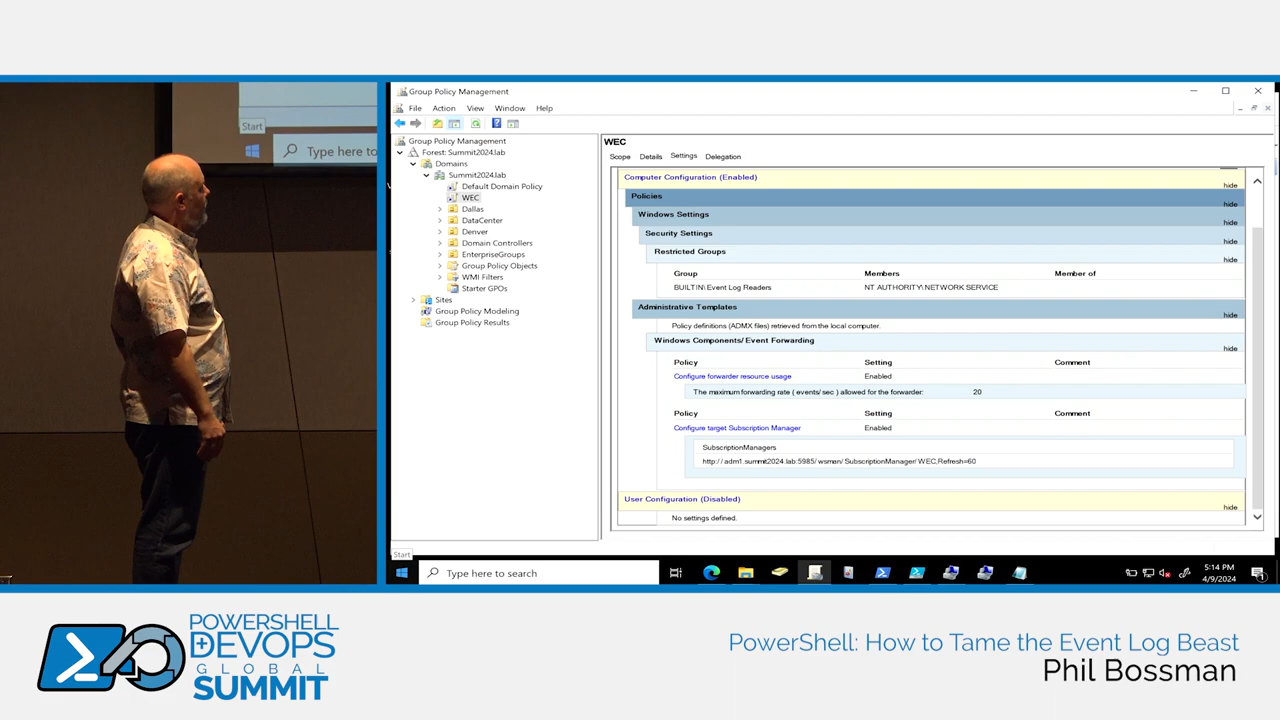 Start
Type here to
Group Policy Management
File Action View Window Help
Group Policy Management
Forest: Summit2024.lab
Domains
Summit2024.lab
Default Domain Policy
WEC
Dallas
DataCenter
Denver
Domain Controllers
EnterpriseGroups
Group Policy Objects
WMI Filters
Starter GPOs
Sites
Group Policy Modeling
Group Policy Results
WEC
Scope Details Settings Delegation
Computer Configuration (Enabled)
hide
Policies
hide
Windows Settings
hide
Security Settings
hide
Restricted Groups
hide
Group Members Member of
BUILTIN\Event Log Readers NT AUTHORITY\NETWORK SERVICE
Administrative Templates
hide
Policy definitions (ADMX files) retrieved from the local computer.
Windows Components/Event Forwarding
hide
Policy Setting Comment
Configure forwarder resource usage Enabled
The maximum forwarding rate ( events/sec ) allowed for the forwarder: 20
Policy Setting Comment
Configure target Subscription Manager Enabled
SubscriptionManagers
http://adm1.summit2024.lab:5985/wsman/SubscriptionManager/WEC,Refresh=60
User Configuration (Disabled)
hide
No settings defined.
Start
Type here to search
5:14 PM
4/9/2024
POWERSHELL
DEVOPS
GLOBAL
SUMMIT
PowerShell: How to Tame the Event Log Beast
Phil Bossman